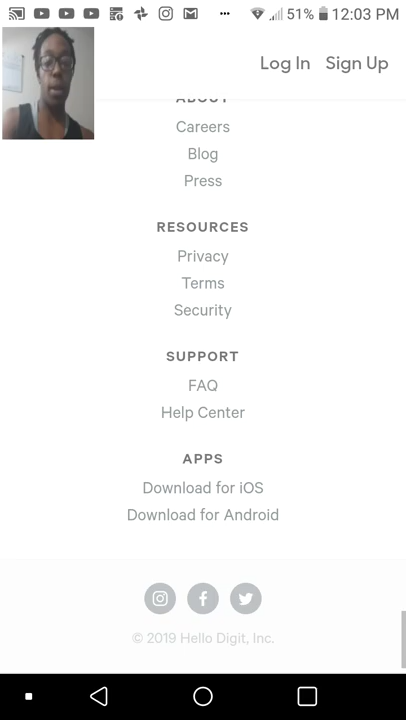 51% 12:03 PM
Log In Sign Up
ABOUT
Careers
Blog
Press
RESOURCES
Privacy
Terms
Security
SUPPORT
FAQ
Help Center
APPS
Download for iOS
Download for Android
© 2019 Hello Digit, Inc.